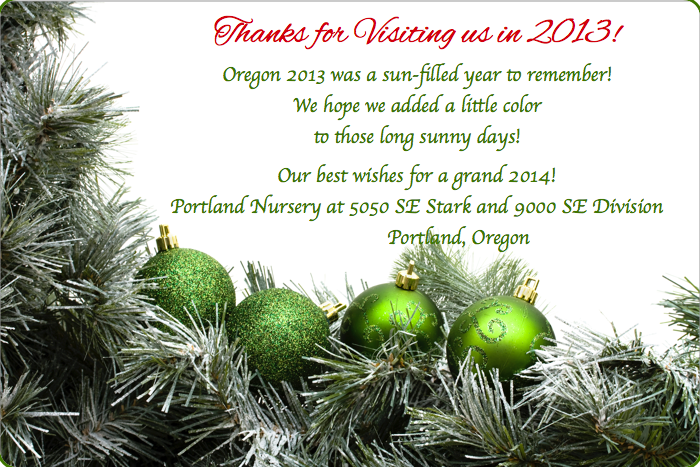 Thanks for Visiting us in 2013!
Oregon 2013 was a sun-filled year to remember!
We hope we added a little color
to those long sunny days!
Our best wishes for a grand 2014!
Portland Nursery at 5050 SE Stark and 9000 SE Division
Portland, Oregon